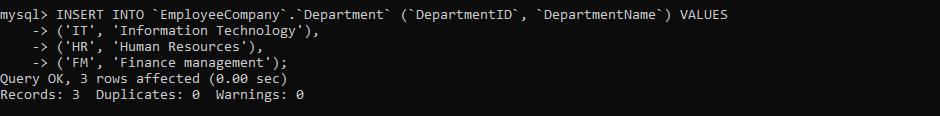 mysql> INSERT INTO `EmployeeCompany`.`Department` (`DepartmentID`, `DepartmentName`) VALUES
    -> ('IT', 'Information Technology'),
    -> ('HR', 'Human Resources'),
    -> ('FM', 'Finance management');
Query OK, 3 rows affected (0.00 sec)
Records: 3  Duplicates: 0  Warnings: 0